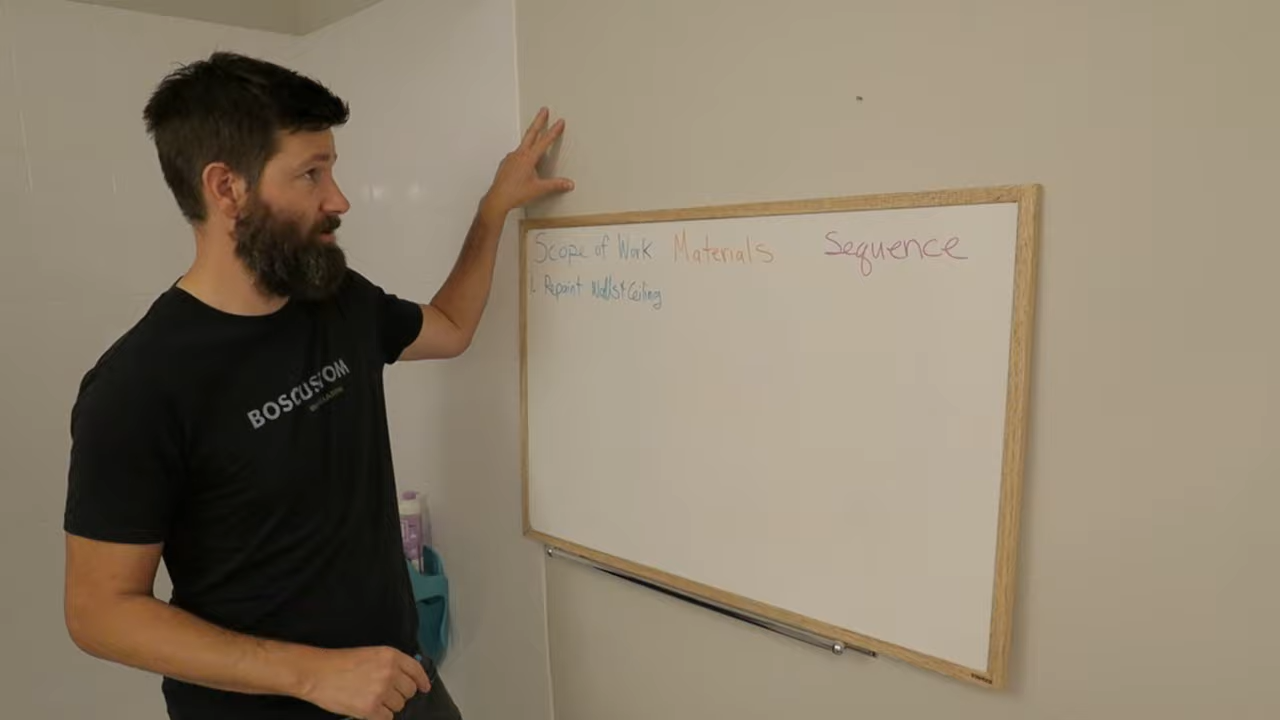 Scope of Work Materials Sequence
1. Repaint Walls + Ceiling
BOSCUSTOM